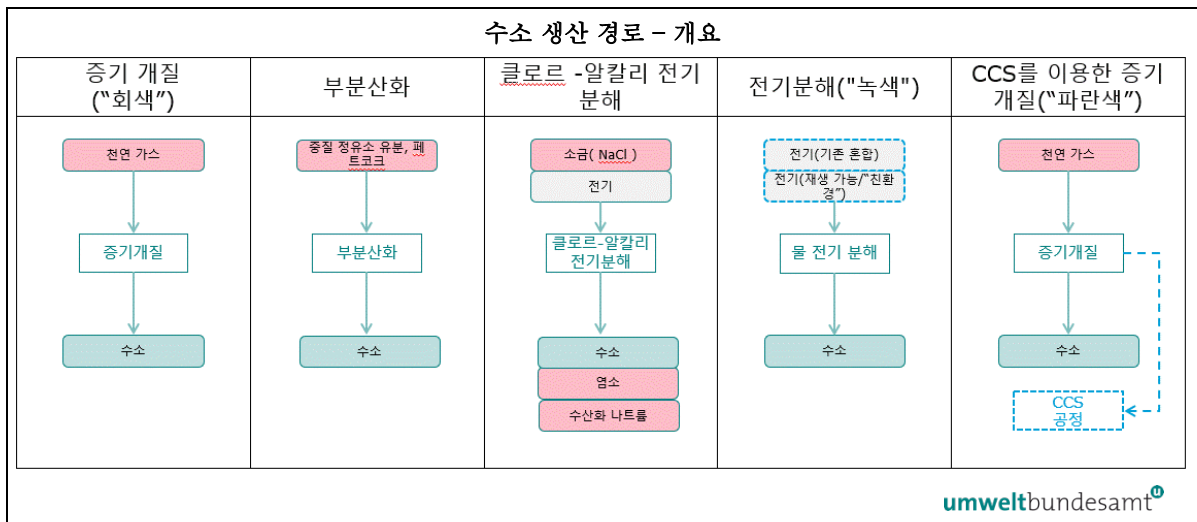 수소 생산 경로 – 개요
증기 개질
(“회색”)
부분산화
클로르 -알칼리 전기
분해
전기분해("녹색")
CCS를 이용한 증기
개질(“파란색”)
천연 가스
증기개질
수소
중질 정유소 유분, 페
트코크
부분산화
수소
소금( NaCl )
전기
클로르-알칼리
전기분해
수소
염소
수산화 나트륨
전기(기존 혼합)
전기(재생 가능/“친환
경”)
물 전기 분해
수소
천연 가스
증기개질
수소
CCS
공정
umweltbundesamt
u